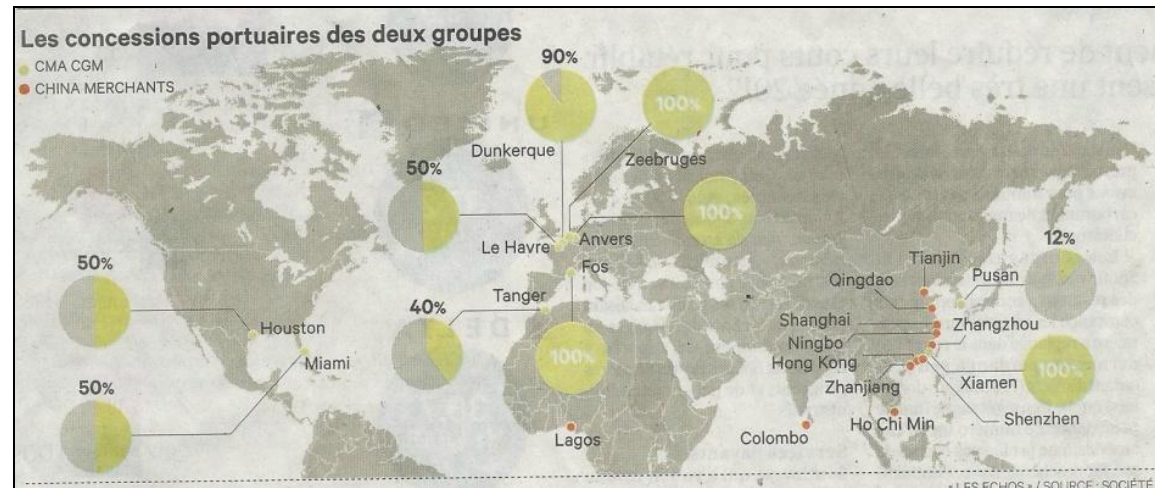 Les concessions portuaires des deux groupes
CMA CGM
CHINA MERCHANTS
90%
100%
Dunkerque
Zeebruges
50%
100%
Le Havre
Anvers
Fos
50%
Houston
Miami
50%
Tanger
40%
100%
Lagos
12%
Tianjin
Qingdao
Pusan
Shanghai
Zhangzhou
Ningbo
Hong Kong
Zhanjiang
Xiamen
100%
Shenzhen
Ho Chi Min
Colombo
« LES ECHOS » / SOURCE : SOCIÉTÉ